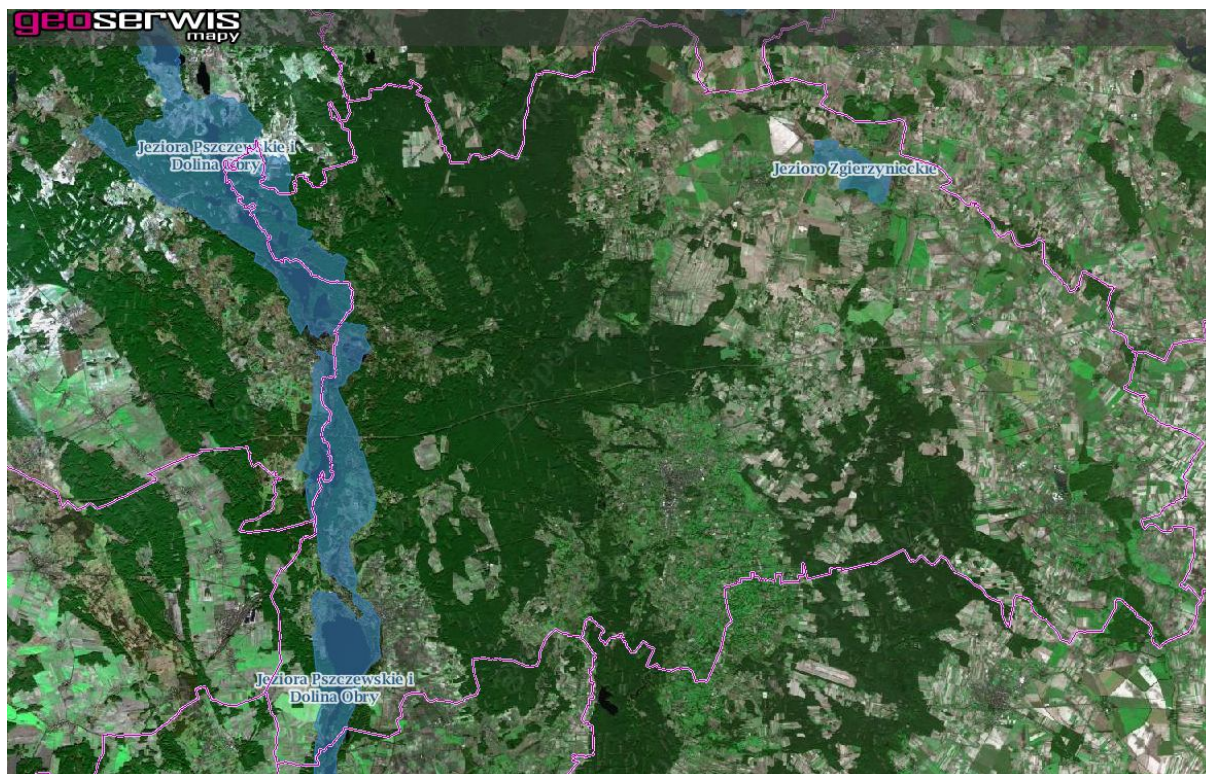 geoserwis
mapy
Jeziora Pszczewskie i
Dolina Obry
Jezioro Zgierzynieckie
Jeziora Pszczewskie i
Dolina Obry